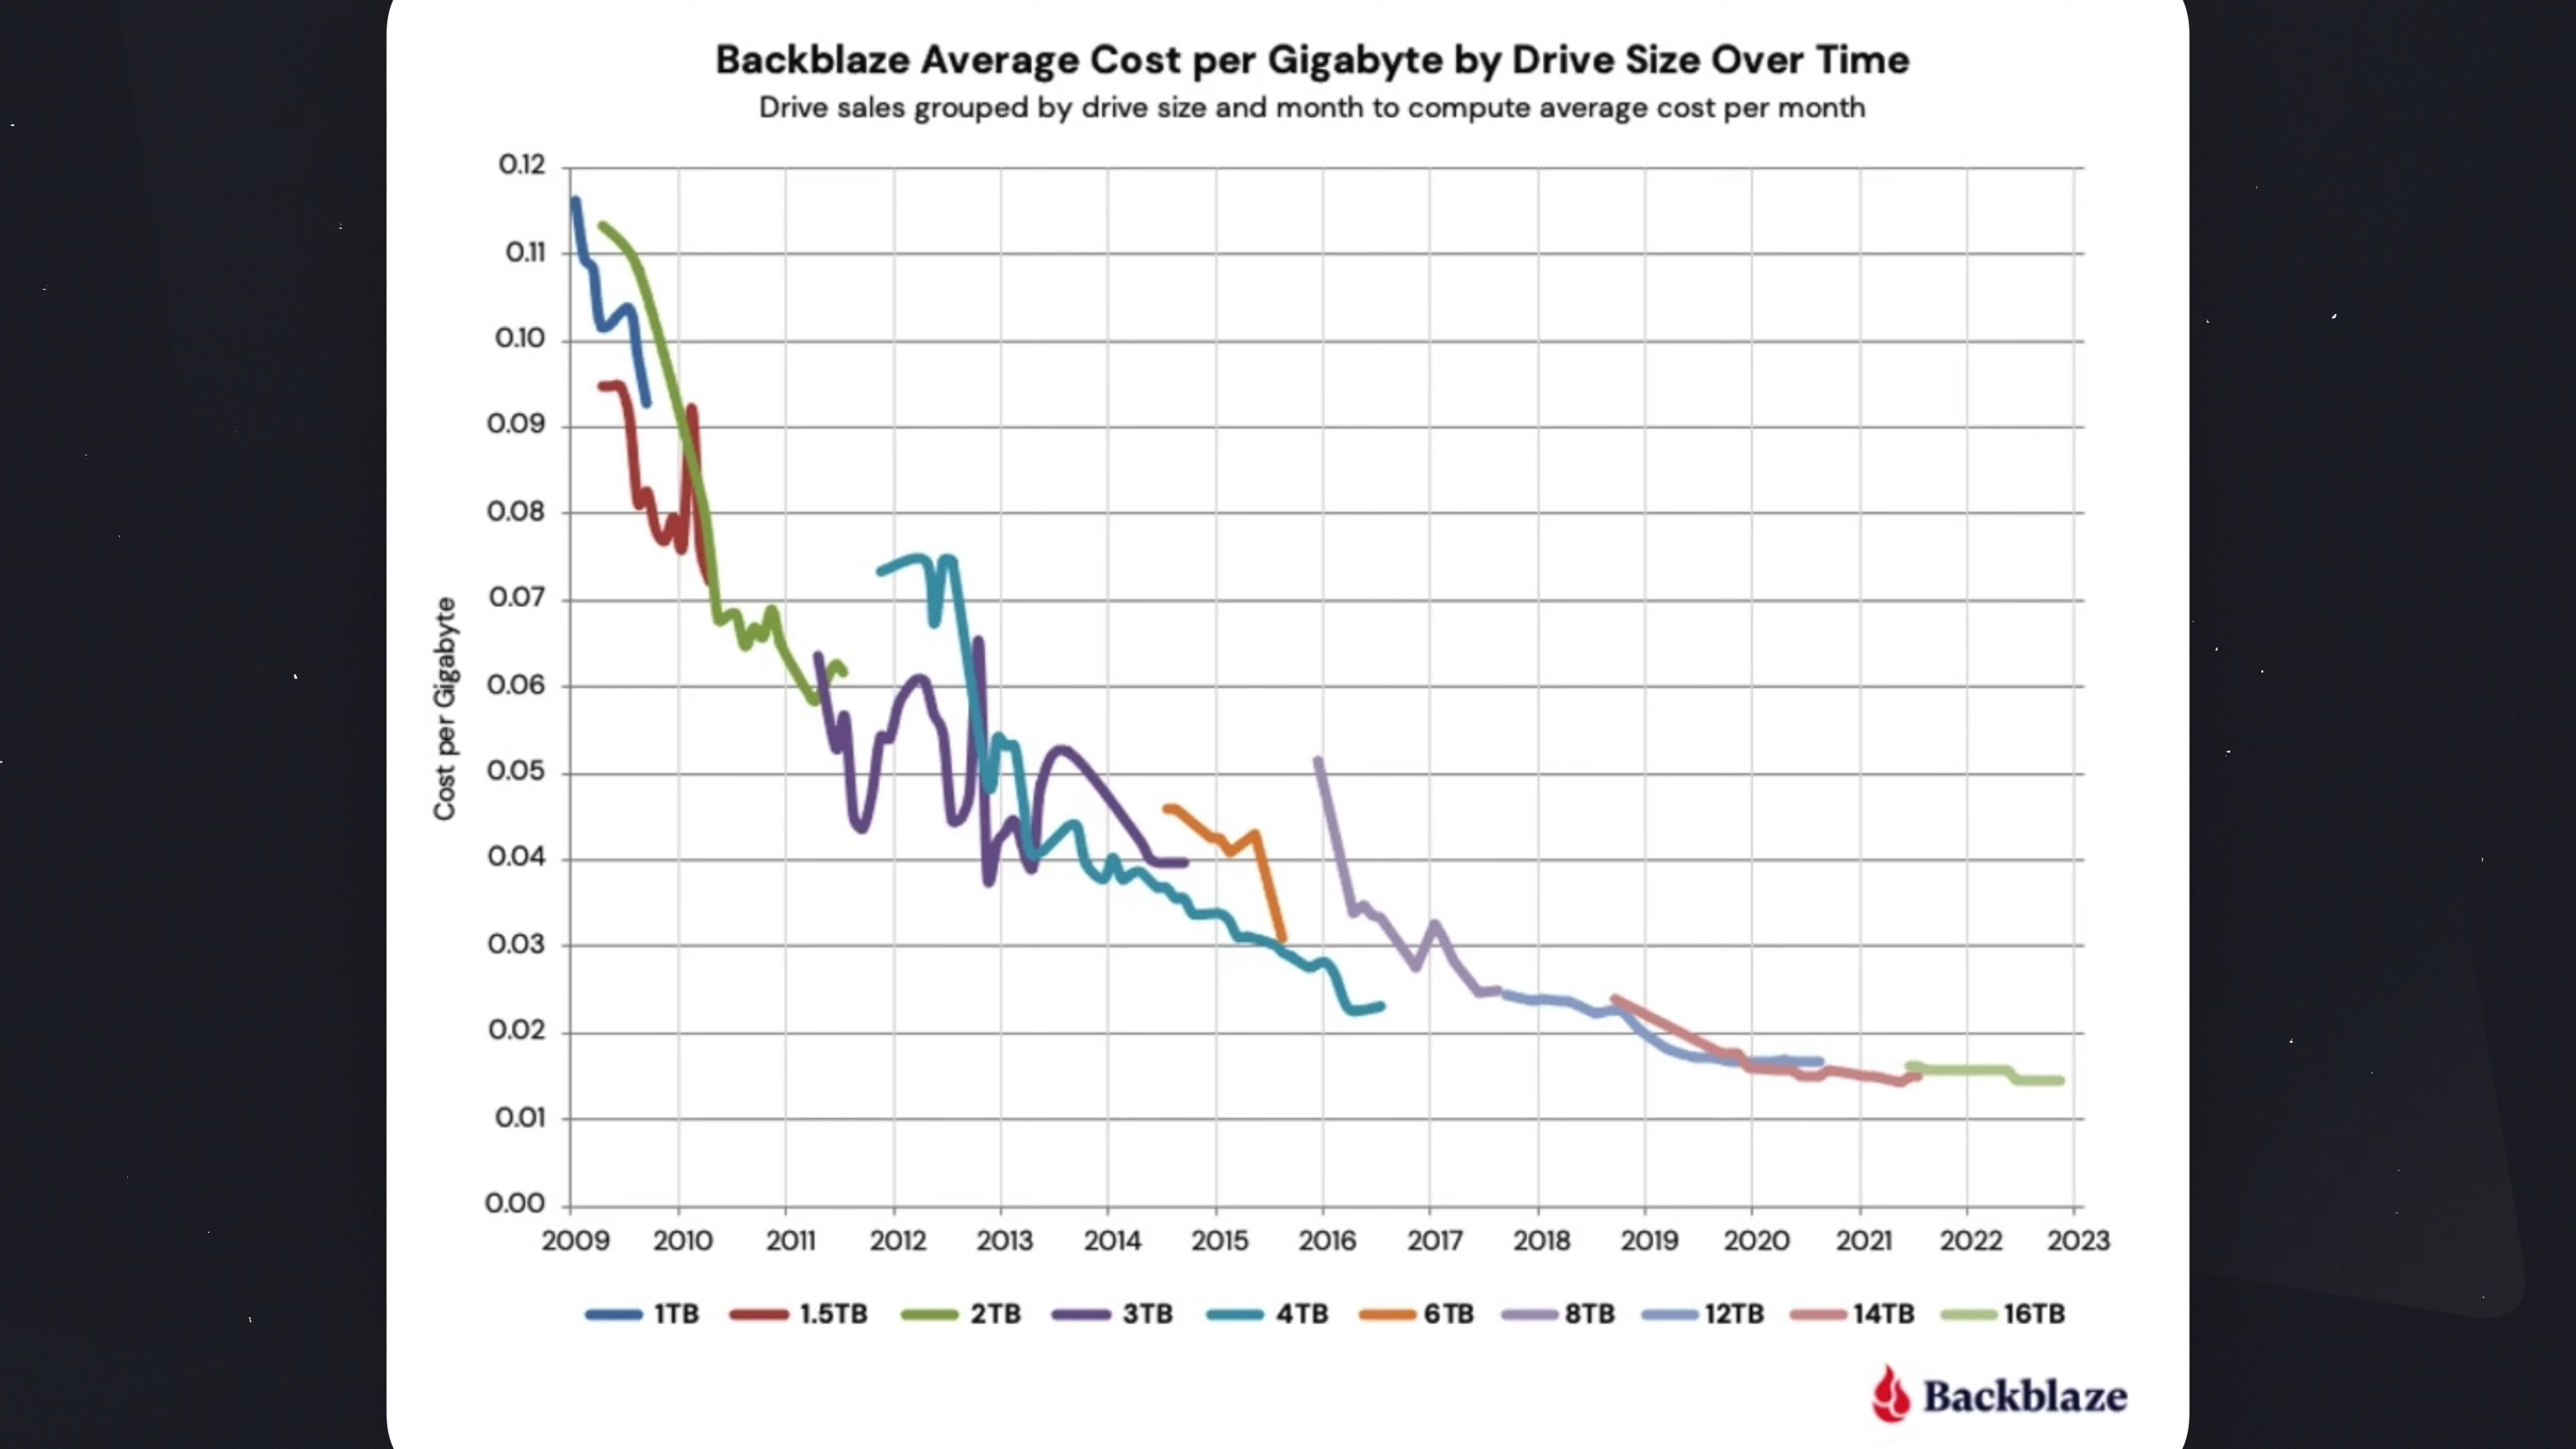 Backblaze Average Cost per Gigabyte by Drive Size Over Time
Drive sales grouped by drive size and month to compute average cost per month
0.12
0.11
0.10
0.09
0.08
0.07
0.06
0.05
0.04
0.03
0.02
0.01
0.00
Cost per Gigabyte
2009 2010 2011 2012 2013 2014 2015 2016 2017 2018 2019 2020 2021 2022 2023
1TB 1.5TB 2TB 3TB 4TB 6TB 8TB 12TB 14TB 16TB
Backblaze